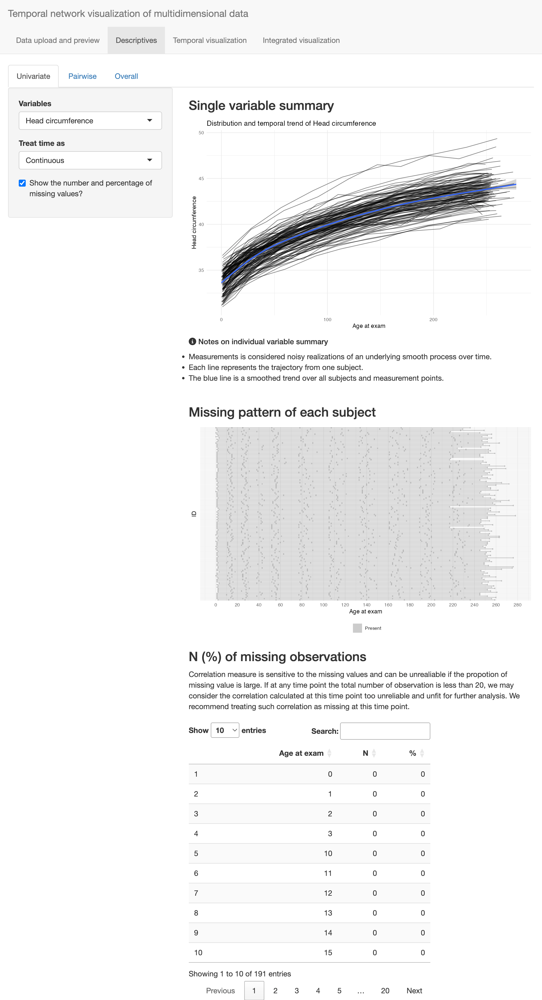 Temporal network visualization of multidimensional data
Data upload and preview Descriptives Temporal visualization Integrated visualization
Univariate Pairwise Overall
Variables
Head circumference
Treat time as
Continuous
Show the number and percentage of
missing values?
Single variable summary
Distribution and temporal trend of Head circumference
50
45
40
35
Head circumference
0 100 200
Age at exam
Notes on individual variable summary
• Measurements is considered noisy realizations of an underlying smooth process over time.
• Each line represents the trajectory from one subject.
• The blue line is a smoothed trend over all subjects and measurement points.
Missing pattern of each subject
ID
0 20 40 60 80 100 120 140 160 180 200 220 240 260 280
Age at exam
Present
N (%) of missing observations
Correlation measure is sensitive to the missing values and can be unrealiable if the propotion of
missing value is large. If at any time point the total number of observation is less than 20, we may
consider the correlation calculated at this time point too unreliable and unfit for further analysis. We
recommend treating such correlation as missing at this time point.
Show 10 entries Search:
Age at exam N %
1 0 0 0
2 1 0 0
3 2 0 0
4 3 0 0
5 10 0 0
6 11 0 0
7 12 0 0
8 13 0 0
9 14 0 0
10 15 0 0
Showing 1 to 10 of 191 entries
Previous 1 2 3 4 5 … 20 Next